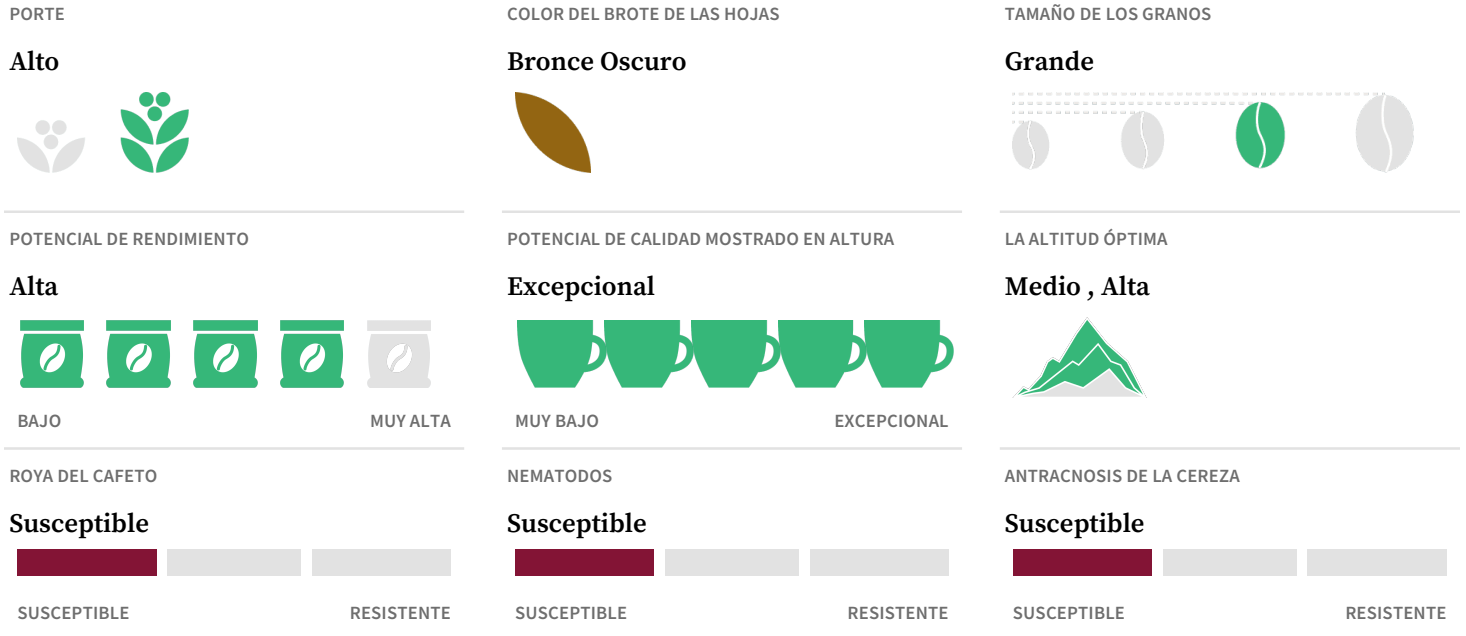 PORTE
Alto
COLOR DEL BROTE DE LAS HOJAS
Bronce Oscuro
TAMAÑO DE LOS GRANOS
Grande
POTENCIAL DE RENDIMIENTO
Alta
BAJO
MUY ALTA
POTENCIAL DE CALIDAD MOSTRADO EN ALTURA
Excepcional
MUY BAJO
EXCEPCIONAL
LA ALTITUD ÓPTIMA
Medio , Alta
ROYA DEL CAFETO
Susceptible
SUSCEPTIBLE
RESISTENTE
NEMATODOS
Susceptible
SUSCEPTIBLE
RESISTENTE
ANTRACNOSIS DE LA CEREZA
Susceptible
SUSCEPTIBLE
RESISTENTE